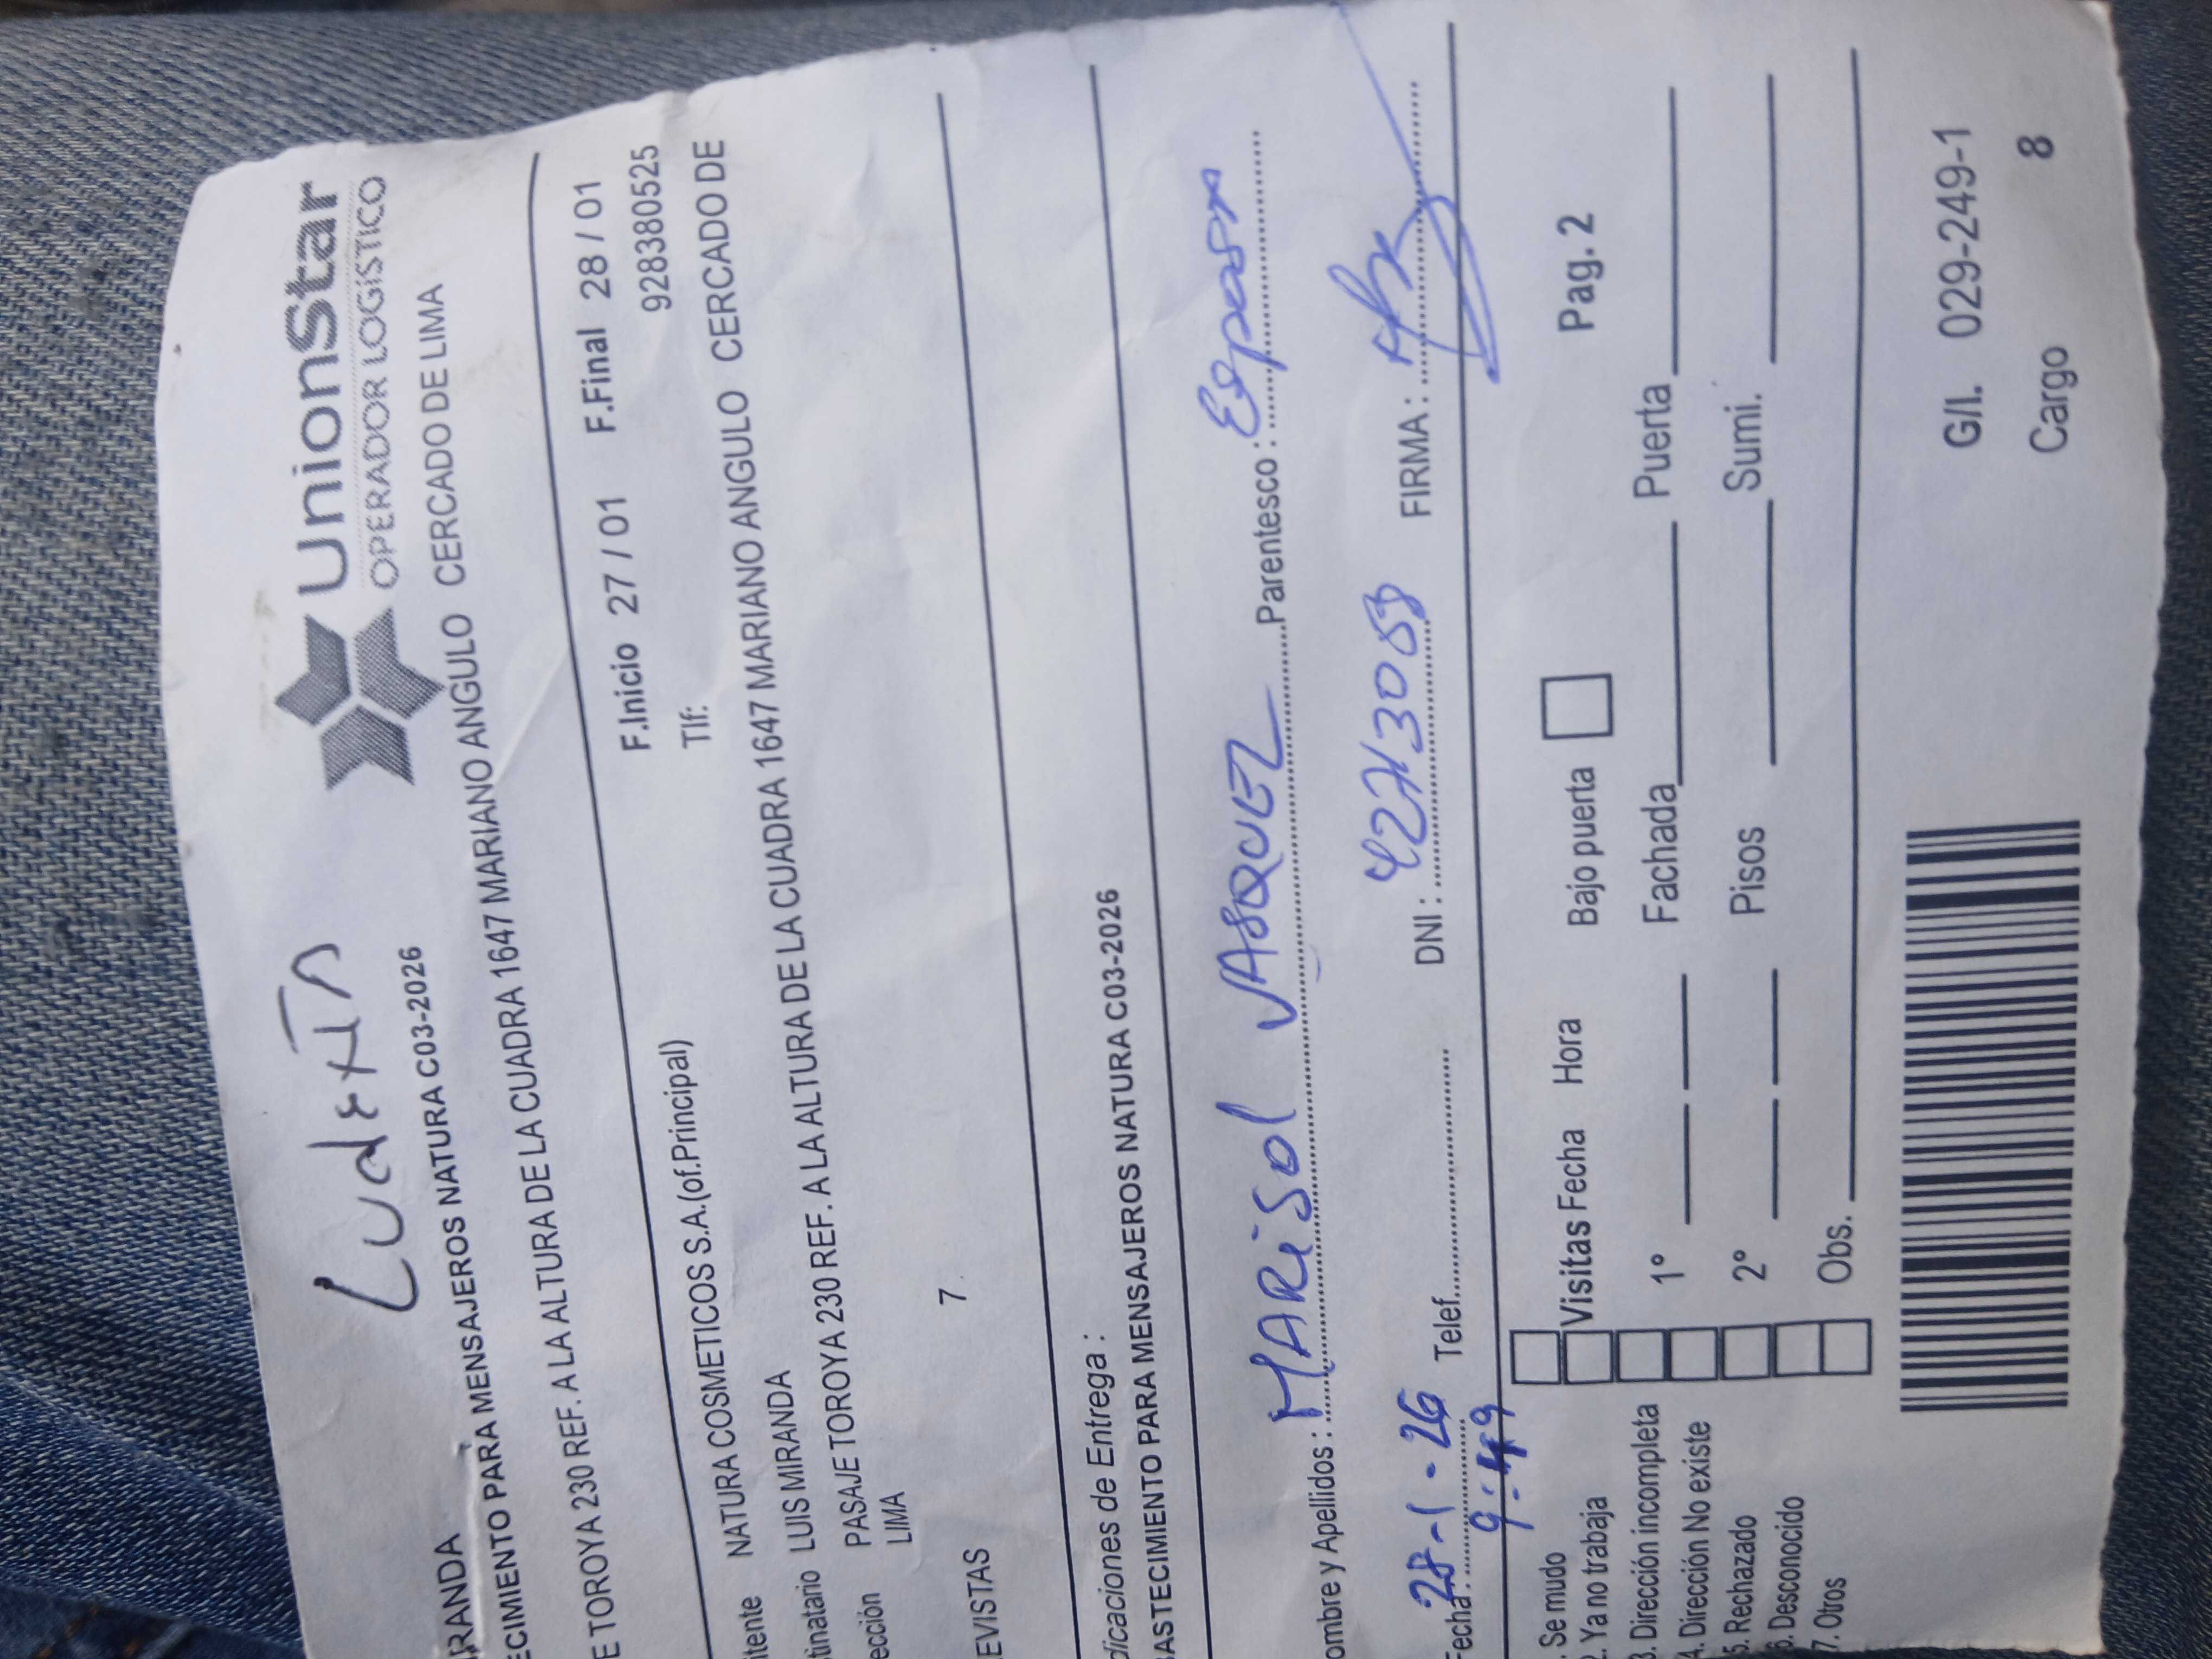 UnionStar
OPERADOR LOGÍSTICO
RANDA
ECIMIENTO PARA MENSAJEROS NATURA C03-2026
E TOROYA 230 REF. A LA ALTURA DE LA CUADRA 1647 MARIANO ANGULO CERCADO DE LIMA
F.Inicio 27 / 01 F.Final 28 / 01
itente NATURA COSMETICOS S.A.(of.Principal) Tlf: 928380525
tinatario LUIS MIRANDA
ección PASAJE TOROYA 230 REF. A LA ALTURA DE LA CUADRA 1647 MARIANO ANGULO CERCADO DE
LIMA
EVISTAS 7
dicaciones de Entrega :
BASTECIMIENTO PARA MENSAJEROS NATURA C03-2026
ombre y Apellidos : MARiSol VASQUEZ Parentesco : Esposa
Fecha: 28-1-26 Telef. DNI : FIRMA :
9:49
Se mudo Visitas Fecha Hora Bajo puerta Pag. 2
2. Ya no trabaja
3. Dirección incompleta 1° Fachada Puerta
4. Dirección No existe
5. Rechazado 2° Pisos Sumi.
6. Desconocido
7. Otros Obs.
G/I. 029-249-1
Cargo 8